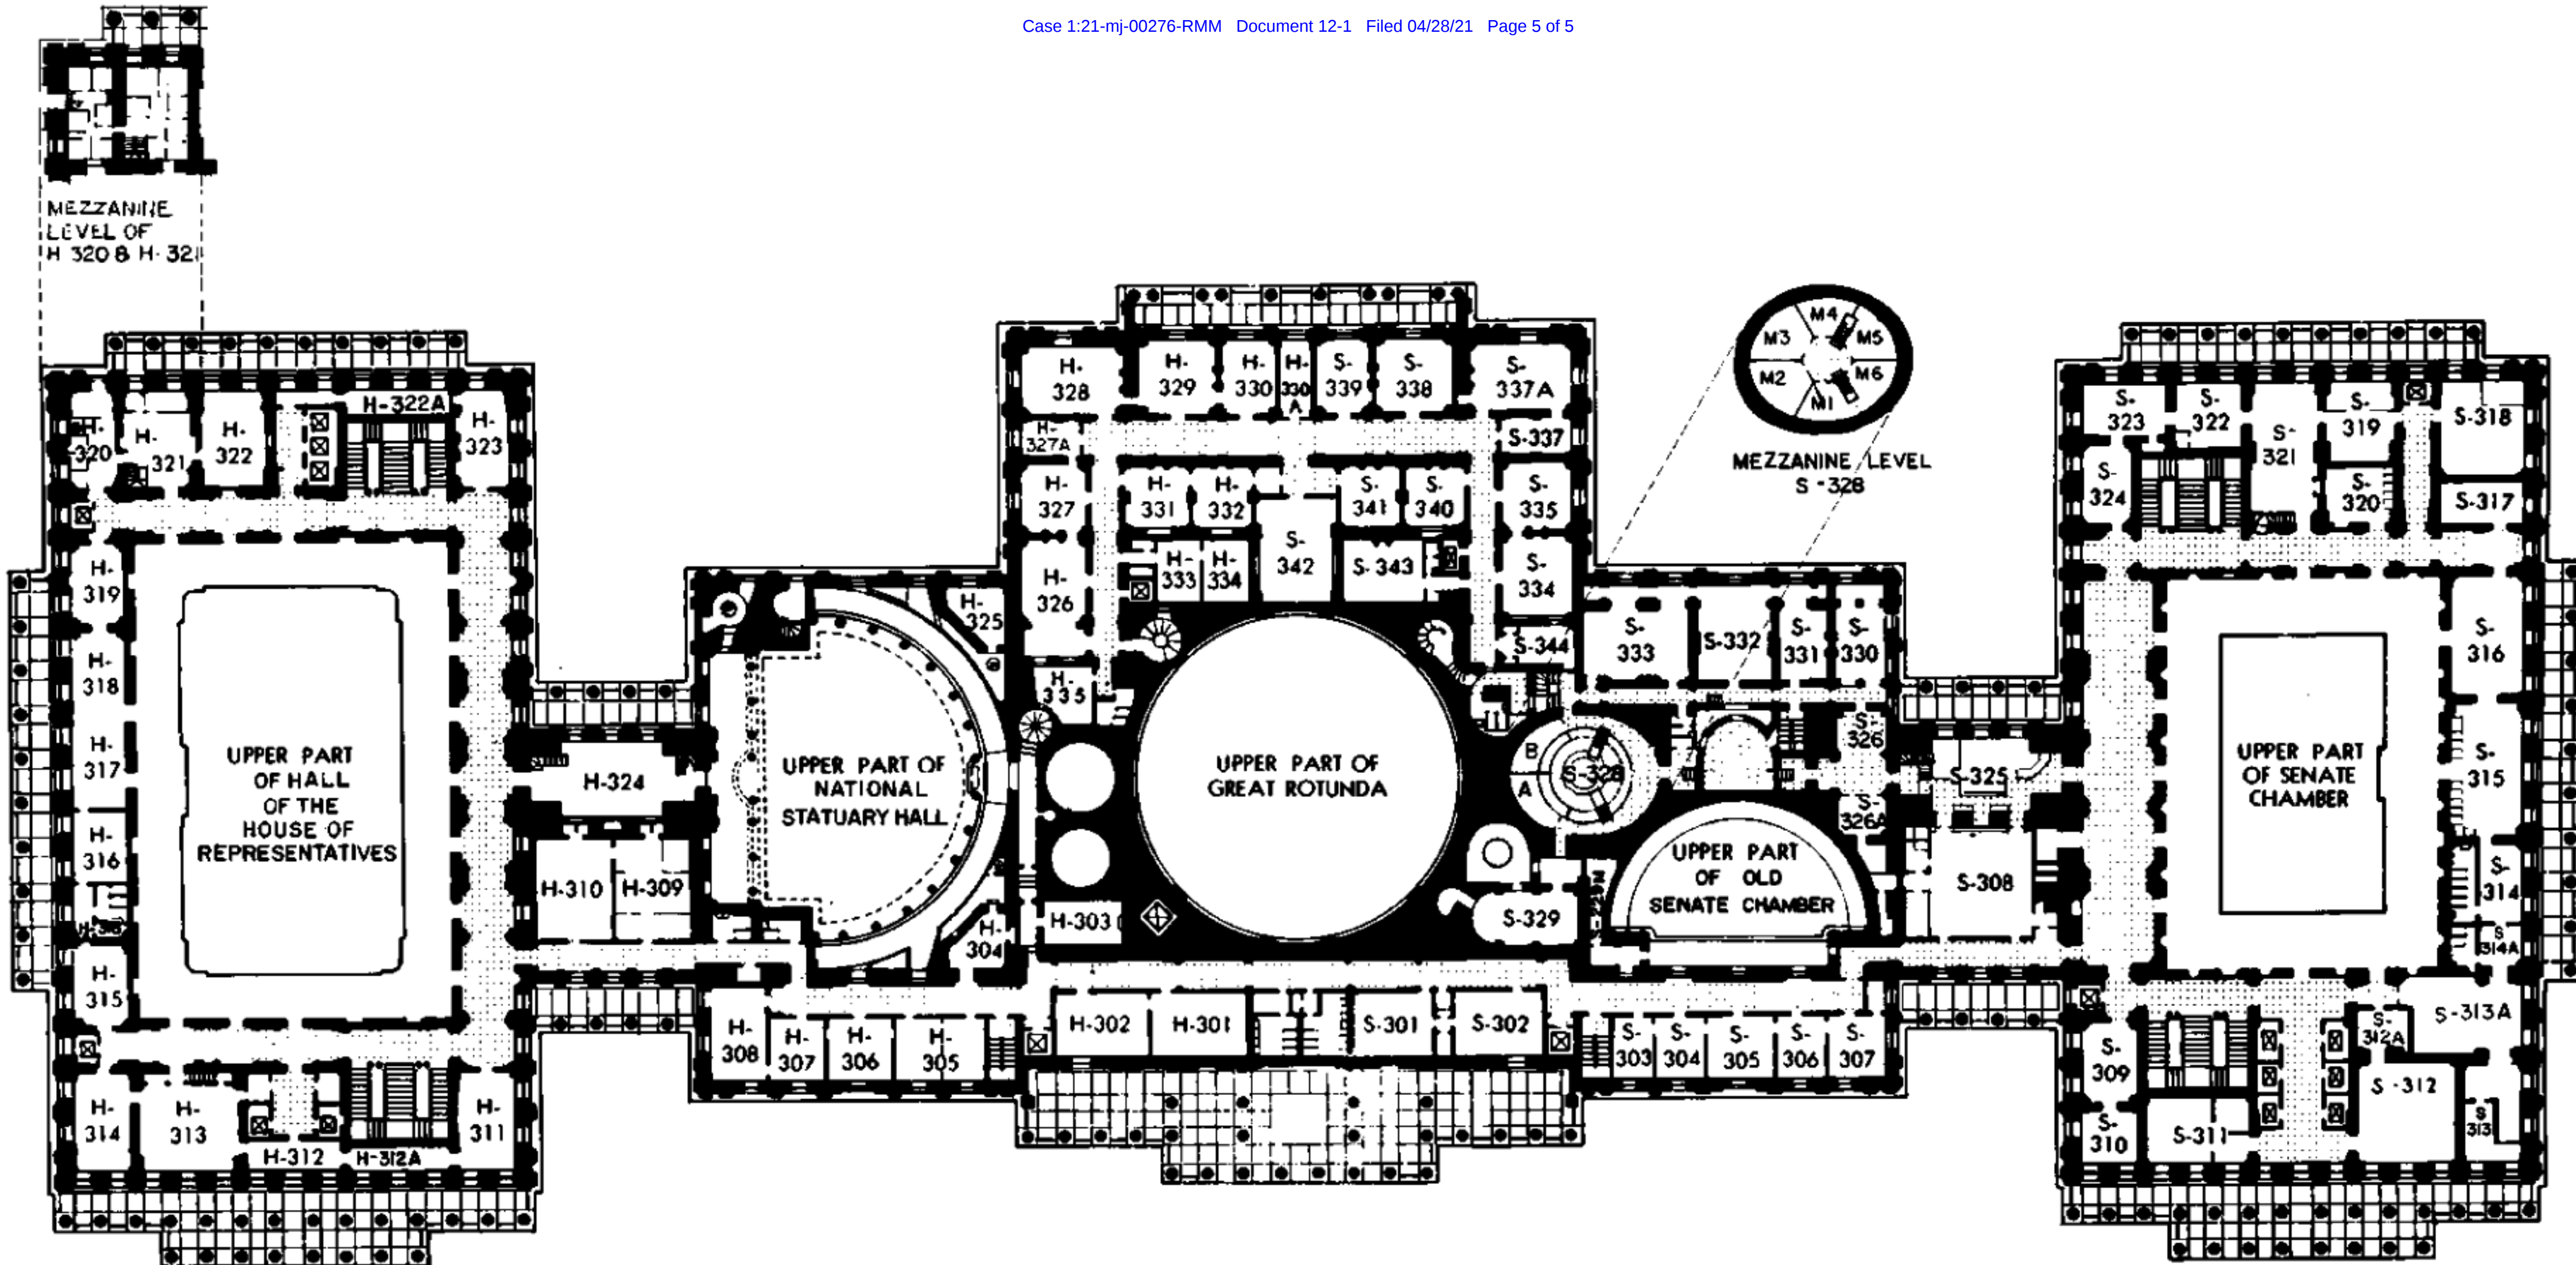 Case 1:21-mj-00276-RMM Document 12-1 Filed 04/28/21 Page 5 of 5
MEZZANINE
LEVEL OF
H 320 & H-321
H-
320
H-
321
H-
322
H-322A
H-
323
H-
319
H-
318
H-
317
H-
316
H-
315
H-
314
H-
313
H-312
H-312A
H-
311
UPPER PART
OF HALL
OF THE
HOUSE OF
REPRESENTATIVES
H-324
H-310
H-309
UPPER PART OF
NATIONAL
STATUARY HALL
H-
325
H-
304
H-
308
H-
307
H-
306
H-
305
H-
328
H-
329
H-
330
H-
330
A
S-
339
S-
338
S-
337A
H-
327A
S-337
H-
327
H-
331
H-
332
S-
341
S-
340
S-
335
H-
326
H-
333
H-
334
S-
342
S-343
S-
334
H-
335
S-344
UPPER PART OF
GREAT ROTUNDA
H-303
S-329
H-302
H-301
S-301
S-302
B
A
S-328
M4
M5
M3
M2
M6
M1
MEZZANINE LEVEL
S-328
S-
333
S-332
S-
331
S-
330
S-
326
S-
326A
UPPER PART
OF OLD
SENATE CHAMBER
S-
303
S-
304
S-
305
S-
306
S-
307
S-325
S-308
S-
323
S-
322
S-
321
S-
319
S-318
S-
324
S-
320
S-317
S-
316
S-
315
S-
314
S
314A
UPPER PART
OF SENATE
CHAMBER
S-313A
S-
312A
S-
309
S-312
S-
310
S-311
S
313